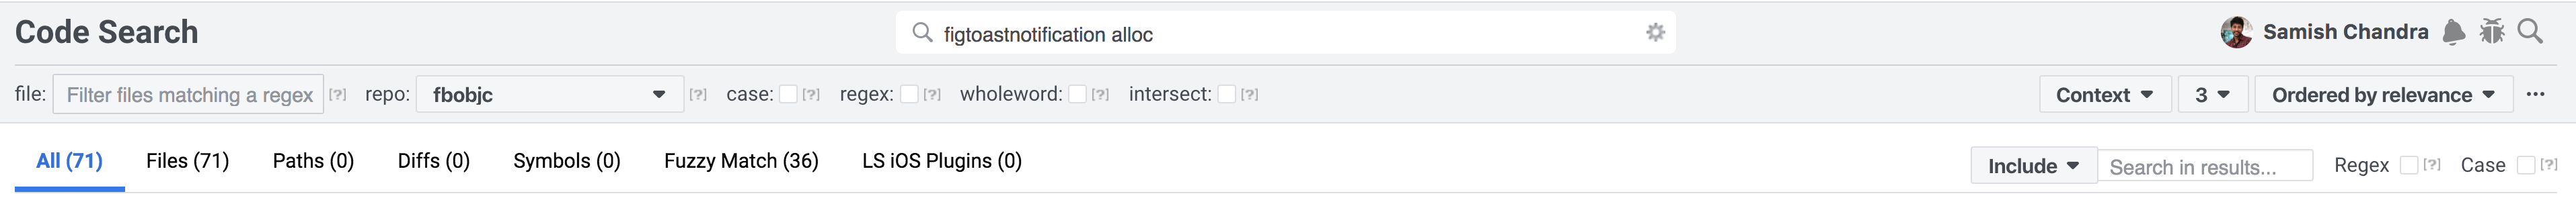 Code Search
figtoastnotification alloc
Samish Chandra
file: Filter files matching a regex [?] repo: fbobjc [?] case: [?] regex: [?] wholeword: [?] intersect: [?] Context 3 Ordered by relevance ...
All (71) Files (71) Paths (0) Diffs (0) Symbols (0) Fuzzy Match (36) LS iOS Plugins (0) Include Search in results... Regex [?] Case [?]